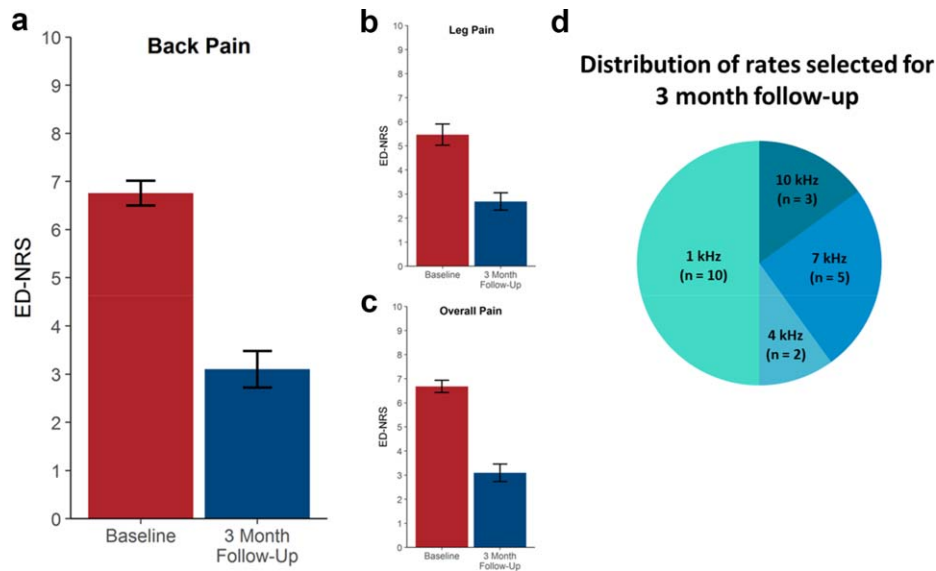 a
Back Pain
10
9
8
7
6
5
4
3
2
1
0
ED-NRS
Baseline
3 Month
Follow-Up
b
Leg Pain
10
9
8
7
6
5
4
3
2
1
0
ED-NRS
Baseline
3 Month
Follow-Up
c
Overall Pain
10
9
8
7
6
5
4
3
2
1
0
ED-NRS
Baseline
3 Month
Follow-Up
d
Distribution of rates selected for
3 month follow-up
10 kHz
(n = 3)
1 kHz
(n = 10)
7 kHz
(n = 5)
4 kHz
(n = 2)